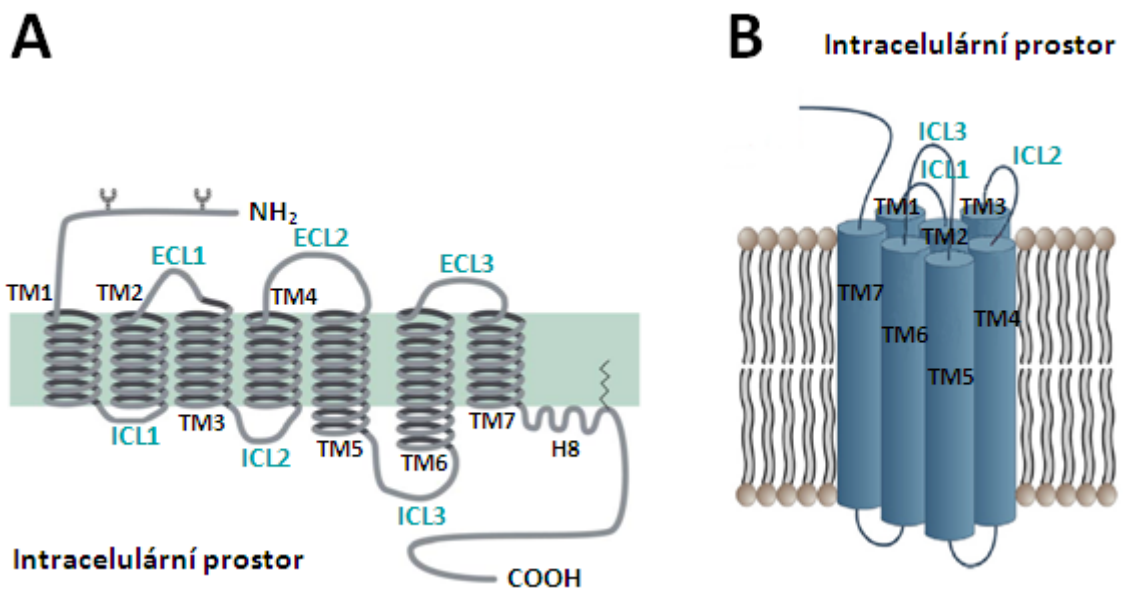 A
NH2
ECL1
ECL2
ECL3
TM1
TM2
TM4
ICL1
TM3
ICL2
TM5
TM6
TM7
H8
ICL3
Intracelulární prostor
COOH
B
Intracelulární prostor
ICL3
ICL1
ICL2
TM1
TM3
TM2
TM7
TM6
TM4
TM5